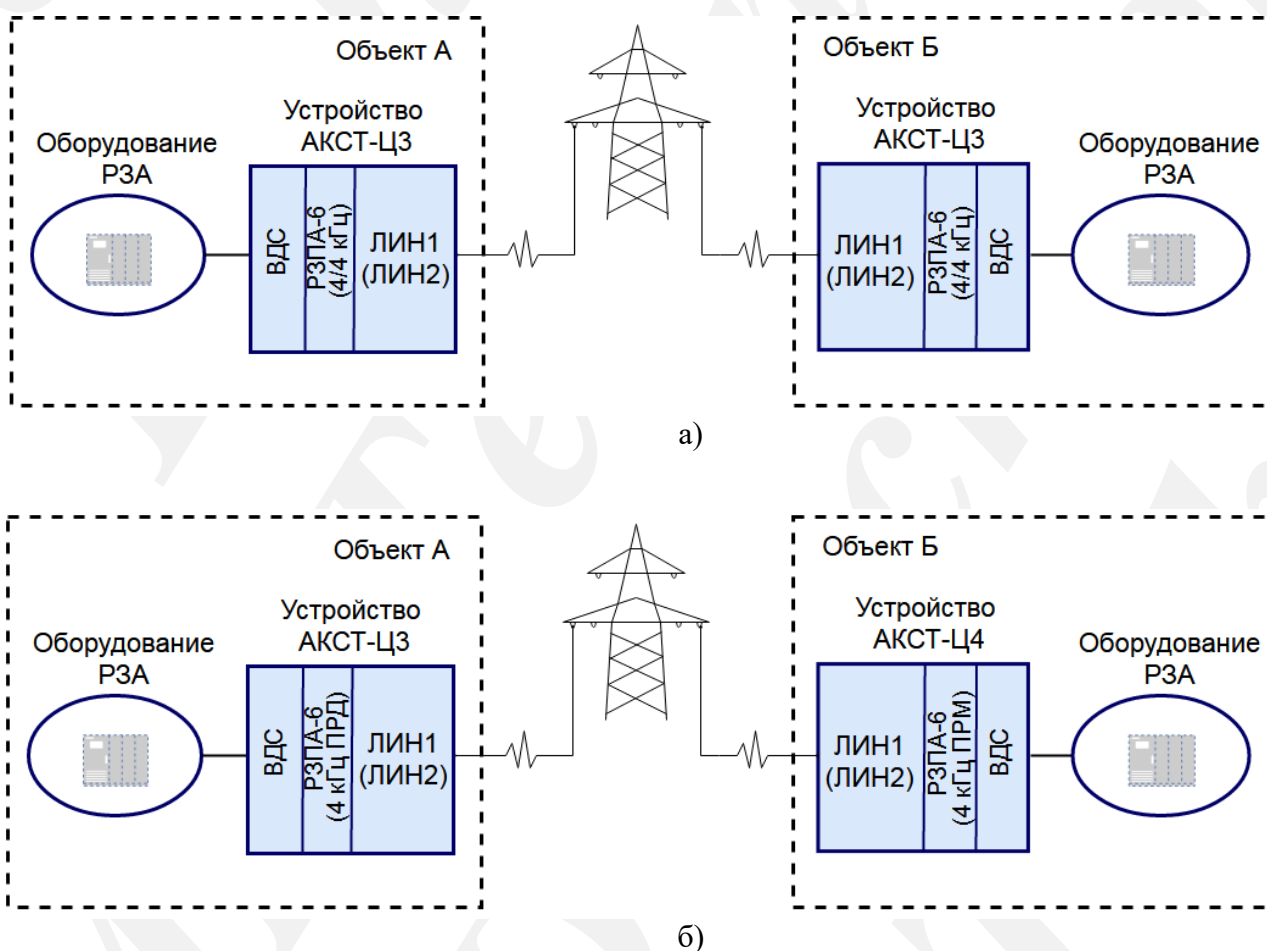 Объект А
Устройство
АКСТ-Ц3
Оборудование
РЗА
ВДС
РЗПА-6
(4/4 кГц)
ЛИН1
(ЛИН2)
Объект Б
Устройство
АКСТ-Ц3
Оборудование
РЗА
ЛИН1
(ЛИН2)
РЗПА-6
(4/4 кГц)
ВДС
а)
Объект А
Устройство
АКСТ-Ц3
Оборудование
РЗА
ВДС
РЗПА-6
(4 кГц ПРД)
ЛИН1
(ЛИН2)
Объект Б
Устройство
АКСТ-Ц4
Оборудование
РЗА
ЛИН1
(ЛИН2)
РЗПА-6
(4 кГц ПРМ)
ВДС
б)